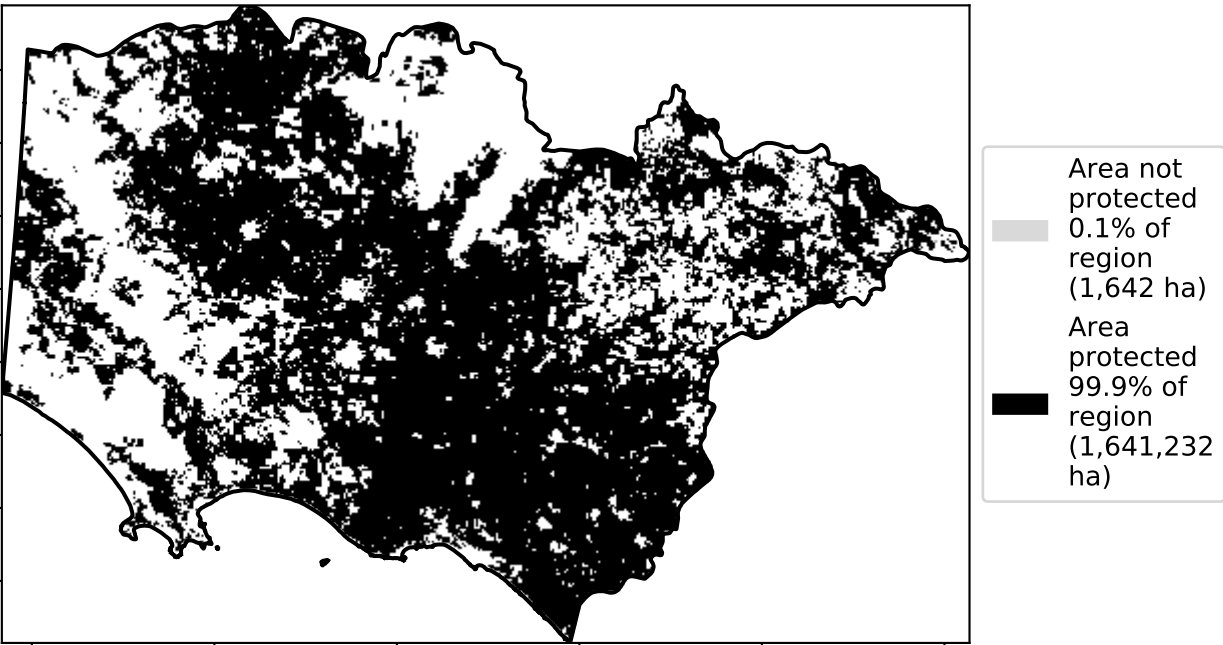 Area not
protected
0.1% of
region
(1,642 ha)
Area
protected
99.9% of
region
(1,641,232
ha)